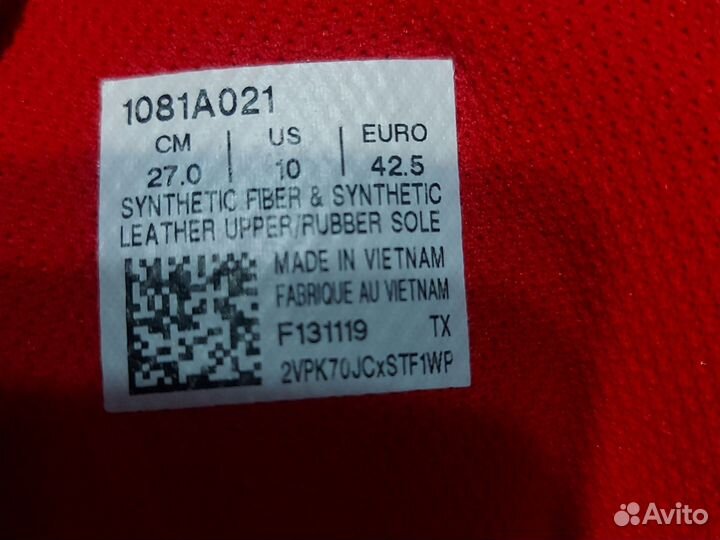 1081A021
CM | US | EURO
27.0 | 10 | 42.5
SYNTHETIC FIBER & SYNTHETIC
LEATHER UPPER/RUBBER SOLE
MADE IN VIETNAM
FABRIQUE AU VIETNAM
F131119 TX
2VPK70JCxSTF1WP
Avito